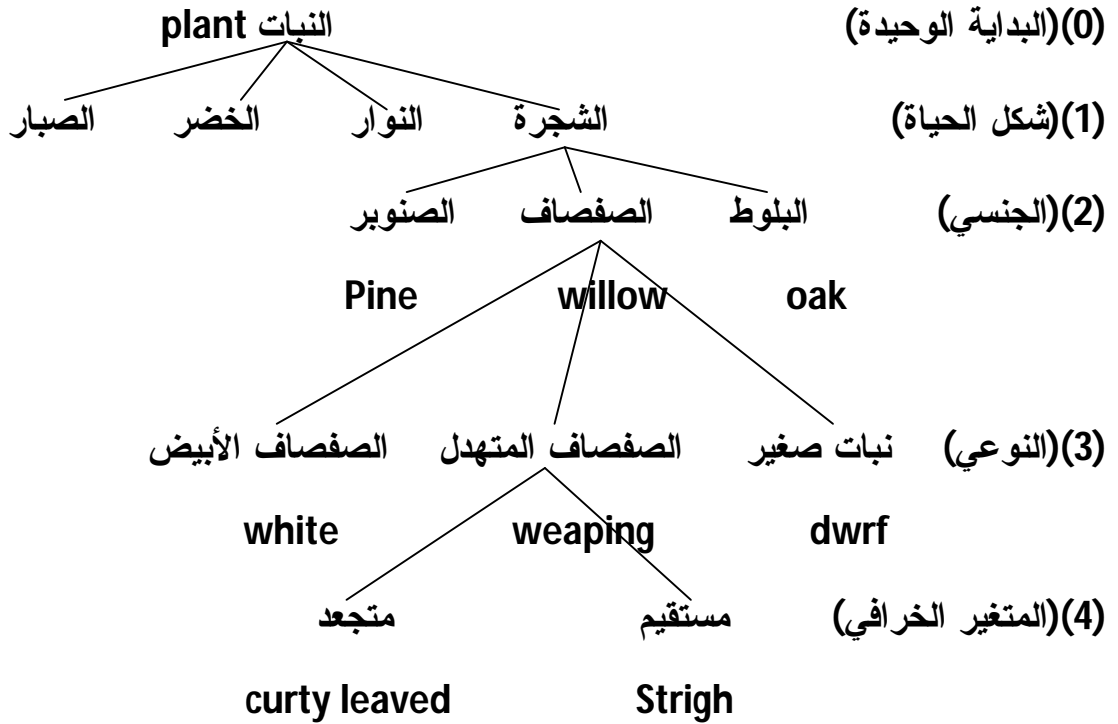 (0)(البداية الوحيدة) النبات plant
(1)(شكل الحياة) الشجرة النوار الخضر الصبار
(2)(الجنسي) البلوط الصفصاف الصنوبر
Pine willow oak
(3)(النوعي) نبات صغير الصفصاف المتهدل الصفصاف الأبيض
white weaping dwrf
(4)(المتغير الخرافي) مستقيم متجعد
curty leaved Strigh